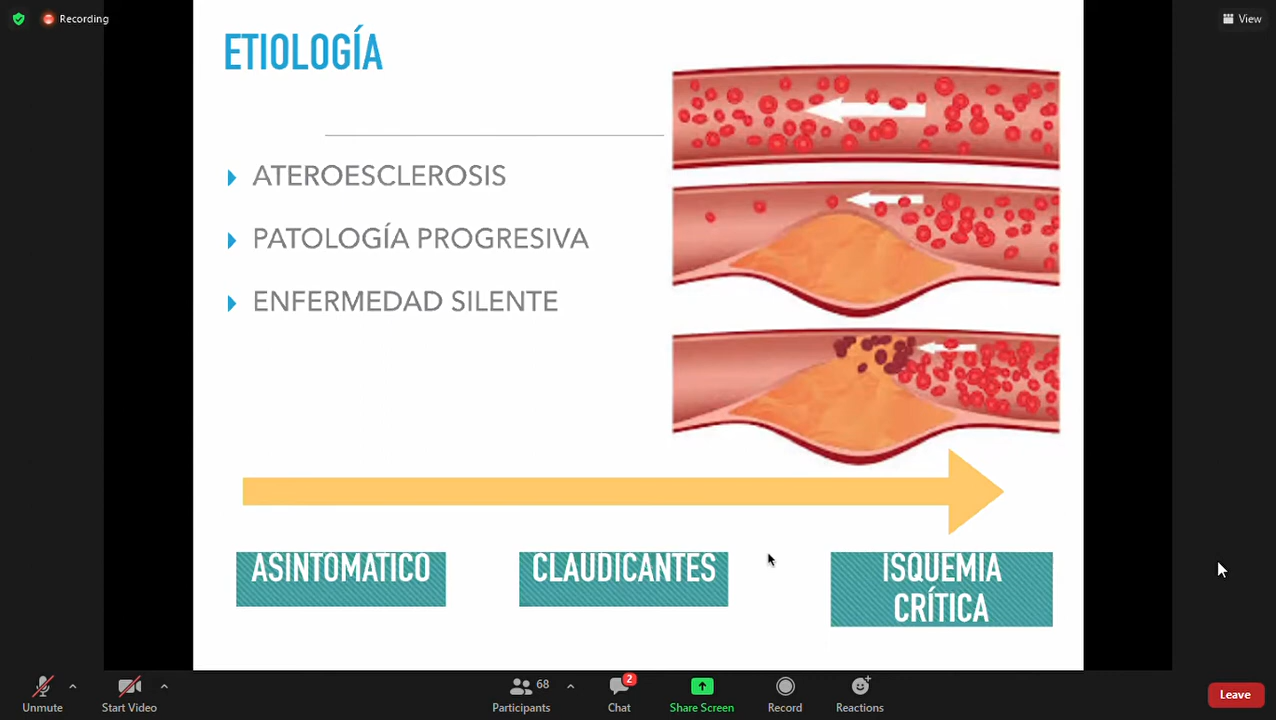 Recording
View
ETIOLOGÍA
ATEROESCLEROSIS
PATOLOGÍA PROGRESIVA
ENFERMEDAD SILENTE
ASINTOMATICO
CLAUDICANTES
ISQUEMIA
CRÍTICA
Unmute
Start Video
68
Participants
2
Chat
Share Screen
Record
Reactions
Leave